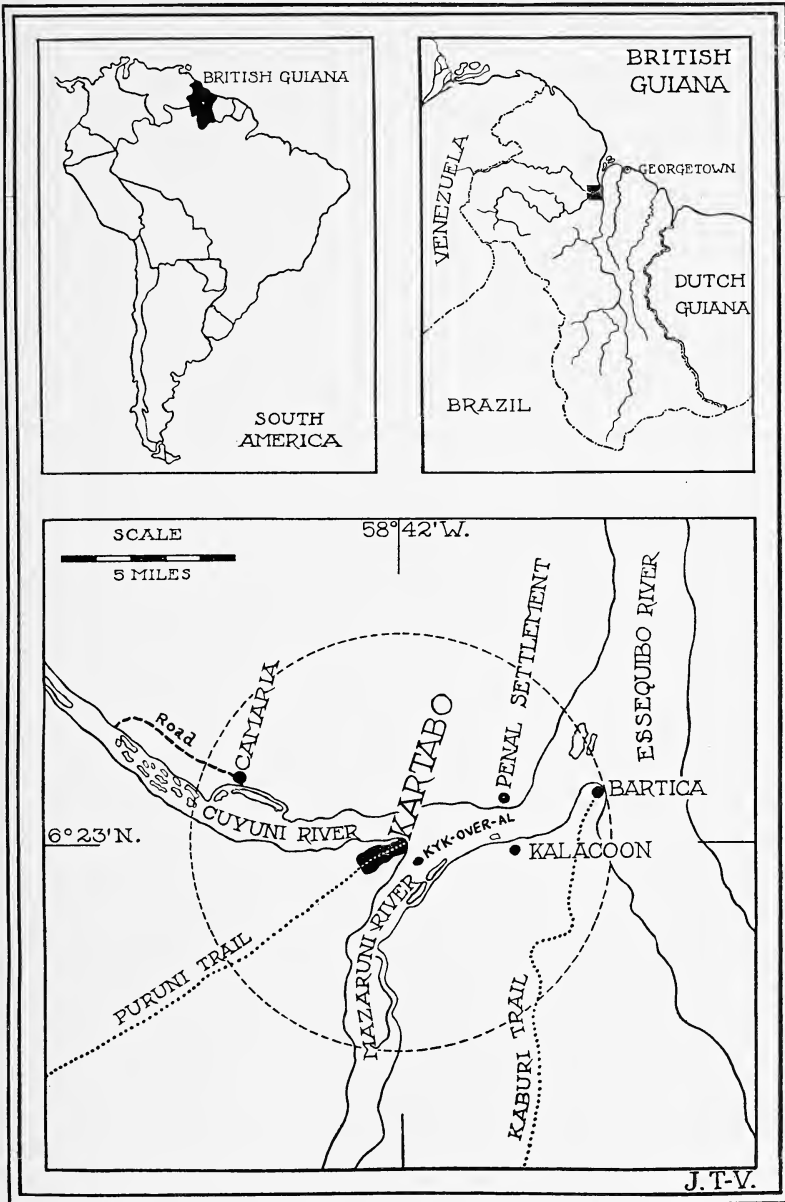 BRITISH GUIANA
SOUTH
AMERICA
BRITISH
GUIANA
GEORGETOWN
VENEZUELA
DUTCH
GUIANA
BRAZIL
SCALE
5 MILES
58°42'W.
ESSEQUIBO RIVER
PENAL SETTLEMENT
CAMARIA
Road
KARTABO
BARTICA
CUYUNI RIVER
6°23'N.
KYK-OVER-AL
KALACOON
MAZARUNI RIVER
PURUNI TRAIL
KABURI TRAIL
J.T-V.